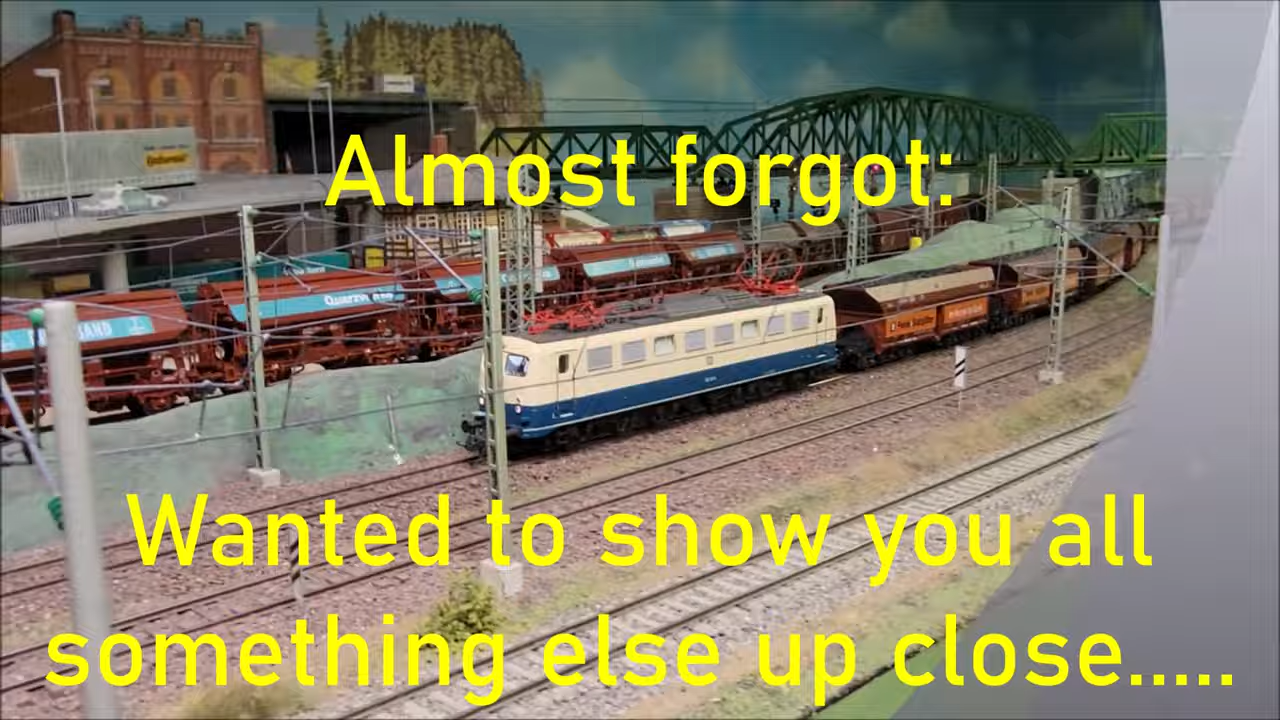 Almost forgot:
Wanted to show you all
something else up close.....